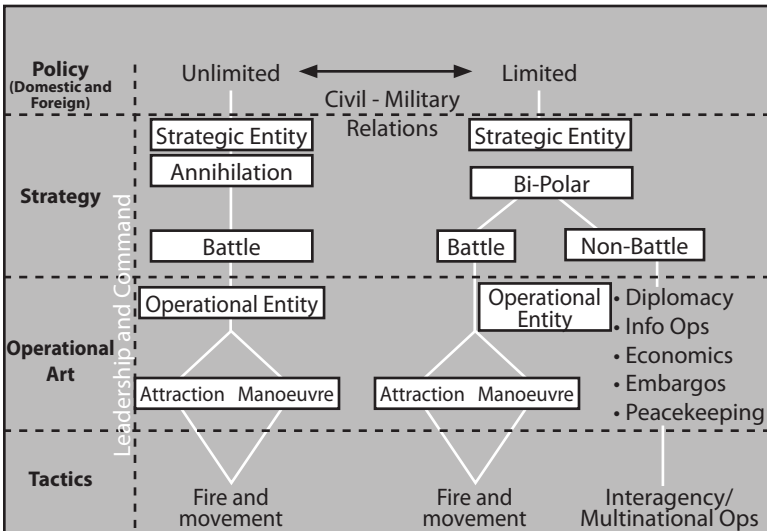 Policy
(Domestic and
Foreign)
Unlimited
Limited
Civil - Military
Relations
Strategy
Strategic Entity
Annihilation
Battle
Strategic Entity
Bi-Polar
Battle
Non-Battle
Leadership and Command
Operational
Art
Operational Entity
Attraction Manoeuvre
Operational
Entity
Attraction Manoeuvre
• Diplomacy
• Info Ops
• Economics
• Embargos
• Peacekeeping
Tactics
Fire and
movement
Fire and
movement
Interagency/
Multinational Ops